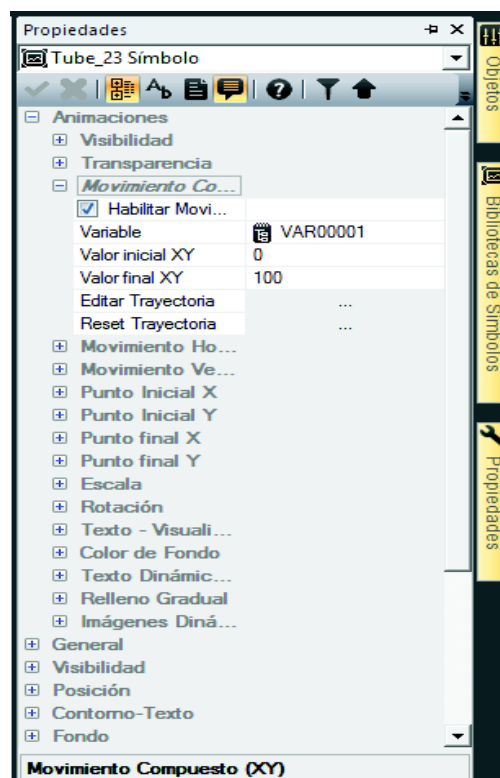 Propiedades
Tube_23 Símbolo
Animaciones
Visibilidad
Transparencia
Movimiento Co...
Habilitar Movi...
Variable VAR00001
Valor inicial XY 0
Valor final XY 100
Editar Trayectoria ...
Reset Trayectoria ...
Movimiento Ho...
Movimiento Ve...
Punto Inicial X
Punto Inicial Y
Punto final X
Punto final Y
Escala
Rotación
Texto - Visuali...
Color de Fondo
Texto Dinámic...
Relleno Gradual
Imágenes Diná...
General
Visibilidad
Posición
Contorno-Texto
Fondo
Movimiento Compuesto (XY)
Objetos
Bibliotecas de Símbolos
Propiedades